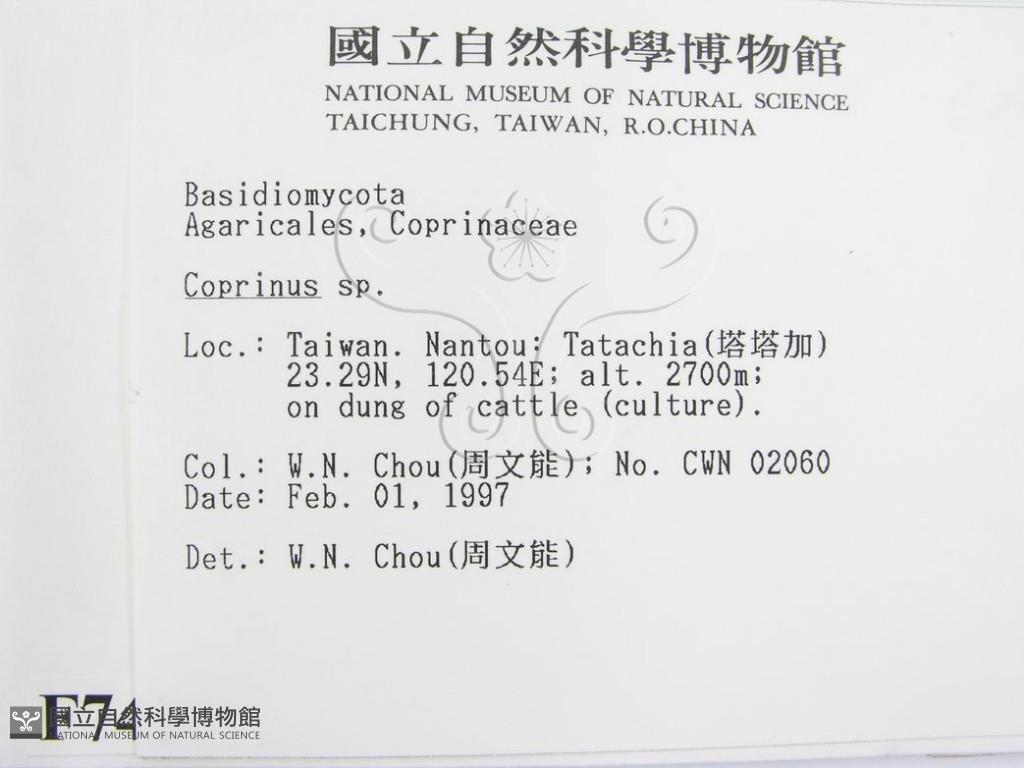 國立自然科學博物館
NATIONAL MUSEUM OF NATURAL SCIENCE
TAICHUNG, TAIWAN, R.O.CHINA
Basidiomycota
Agaricales, Coprinaceae
Coprinus sp.
Loc.: Taiwan. Nantou: Tatachia(塔塔加)
23.29N, 120.54E; alt. 2700m;
on dung of cattle (culture).
Col.: W.N. Chou(周文能); No. CWN 02060
Date: Feb. 01, 1997
Det.: W.N. Chou(周文能)
F74
國立自然科學博物館
NATIONAL MUSEUM OF NATURAL SCIENCE